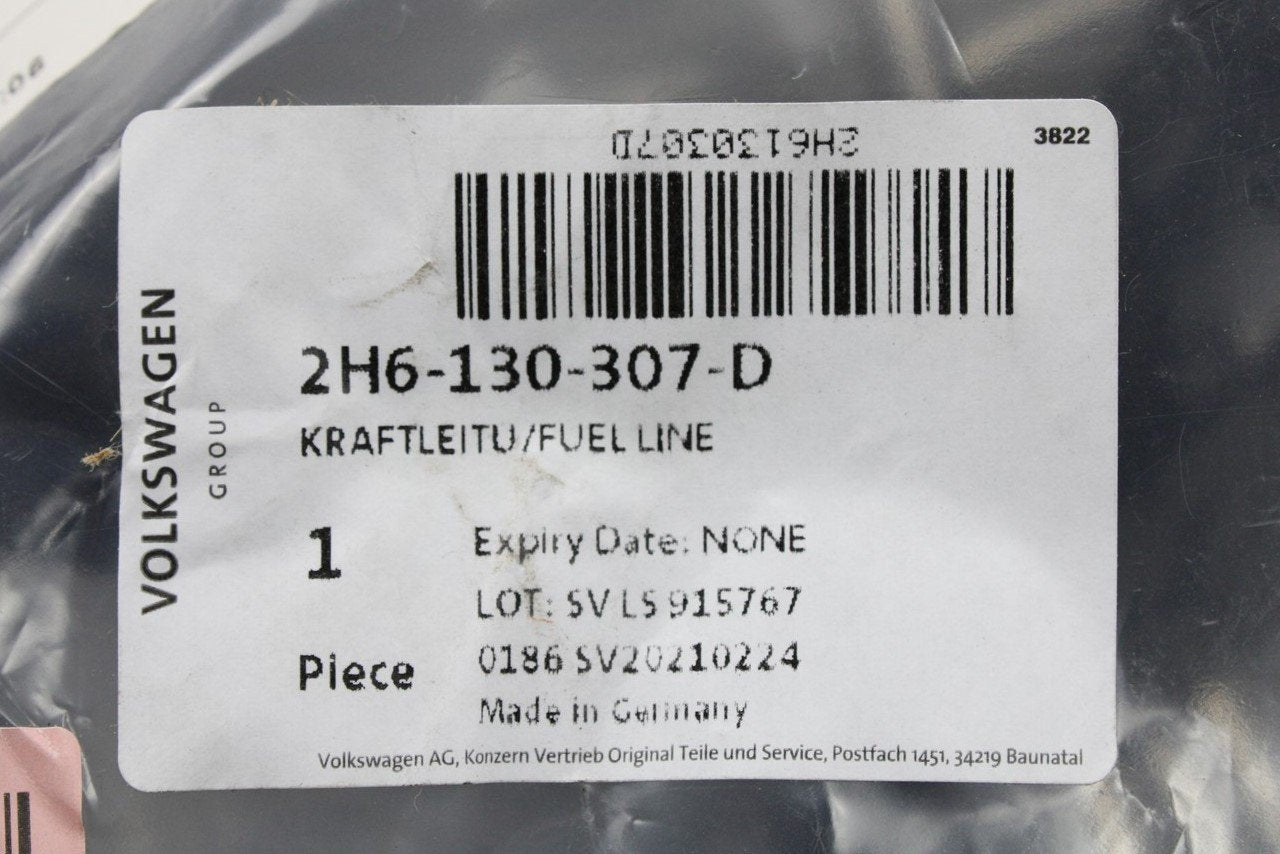 2H6130307D
3822
VOLKSWAGEN
GROUP
2H6-130-307-D
KRAFTLEITU/FUEL LINE
1
Expiry Date: NONE
LOT: SV LS 915767
Piece
0186 SV20210224
Made in Germany
Volkswagen AG, Konzern Vertrieb Original Teile und Service, Postfach 1451, 34219 Baunatal